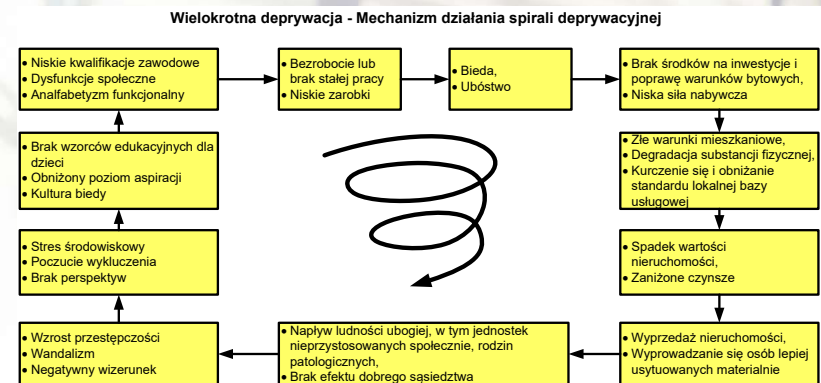 Wielokrotna deprywacja - Mechanizm działania spirali deprywacyjnej
• Niskie kwalifikacje zawodowe
• Dysfunkcje społeczne
• Analfabetyzm funkcjonalny
• Bezrobocie lub
brak stałej pracy
• Niskie zarobki
• Bieda,
• Ubóstwo
• Brak środków na inwestycje i
poprawę warunków bytowych,
• Niska siła nabywcza
• Złe warunki mieszkaniowe,
• Degradacja substancji fizycznej,
• Kurczenie się i obniżanie
standardu lokalnej bazy
usługowej
• Spadek wartości
nieruchomości,
• Zaniżone czynsze
• Wyprzedaż nieruchomości,
• Wyprowadzanie się osób lepiej
usytuowanych materialnie
• Napływ ludności ubogiej, w tym jednostek
nieprzystosowanych społecznie, rodzin
patologicznych,
• Brak efektu dobrego sąsiedztwa
• Wzrost przestępczości
• Wandalizm
• Negatywny wizerunek
• Stres środowiskowy
• Poczucie wykluczenia
• Brak perspektyw
• Brak wzorców edukacyjnych dla
dzieci
• Obniżony poziom aspiracji
• Kultura biedy